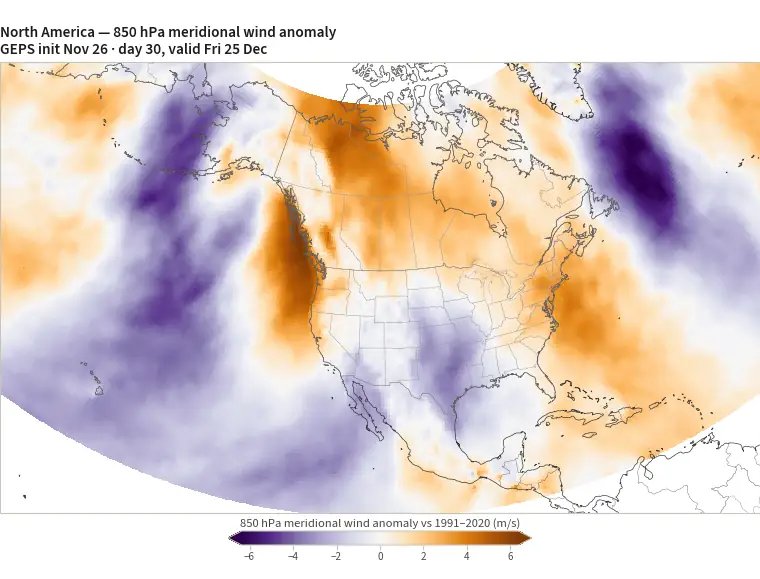 North America — 850 hPa meridional wind anomaly
GEPS init Nov 26 · day 30, valid Fri 25 Dec
850 hPa meridional wind anomaly vs 1991–2020 (m/s)
−6 −4 −2 0 2 4 6